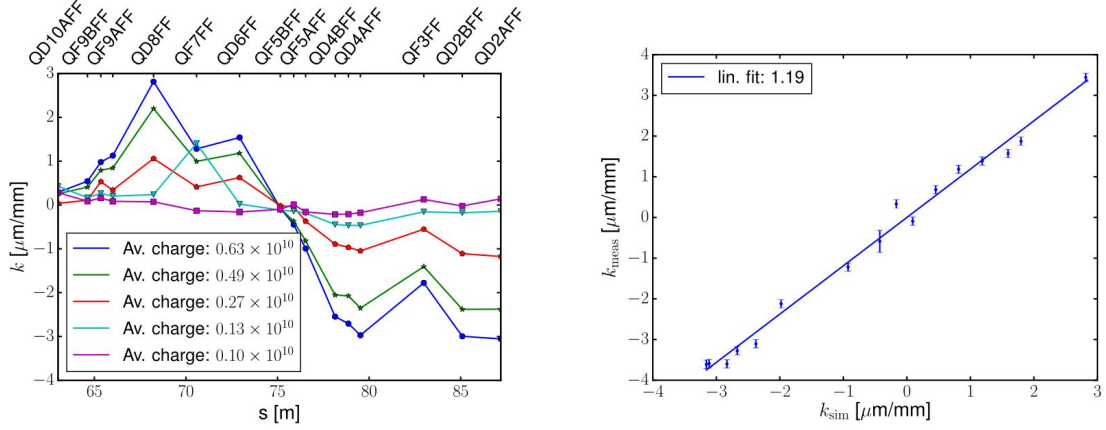 QD10AFF QF9BFF QF9AFF QD8FF QF7FF QD6FF QF5BFF QF5AFF QD4BFF QD4AFF QF3FF QD2BFF QD2AFF
3
2
1
0
−1
−2
−3
−4
k [μm/mm]
Av. charge: 0.63 × 10^10
Av. charge: 0.49 × 10^10
Av. charge: 0.27 × 10^10
Av. charge: 0.13 × 10^10
Av. charge: 0.10 × 10^10
65 70 75 80 85
s [m]
4
3
2
1
0
−1
−2
−3
−4
k_meas [μm/mm]
lin. fit: 1.19
−4 −3 −2 −1 0 1 2 3
k_sim [μm/mm]